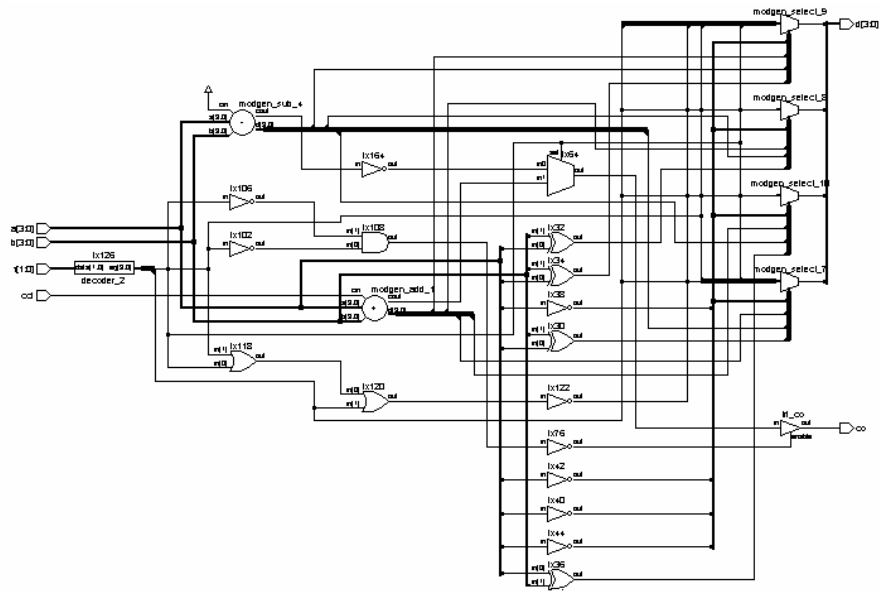 modgen_select_9
d[3:0]
cin
modgen_sub_4
cout
a[3:0]
d[3:0]
b[3:0]
modgen_select_8
ix164
in
out
sel
ix64
in0
out
in1
ix106
in
out
modgen_select_10
a[3:0]
b[3:0]
ix102
in
out
ix108
in[1]
out
in[0]
ix32
in[1]
out
in[0]
ix126
t[1:0]
data[1:0]
eq[3:0]
decoder_2
ix34
in[1]
out
in[0]
modgen_select_7
cin
modgen_add_1
cout
a[3:0]
d[3:0]
b[3:0]
ix38
in
out
ix30
in[1]
out
in[0]
ix118
in[1]
out
in[0]
ix120
in[0]
out
in[1]
ix122
in
out
tri_co
in
out
enable
co
ix76
in
out
ix42
in
out
ix40
in
out
ix44
in
out
ix36
in[0]
out
in[1]